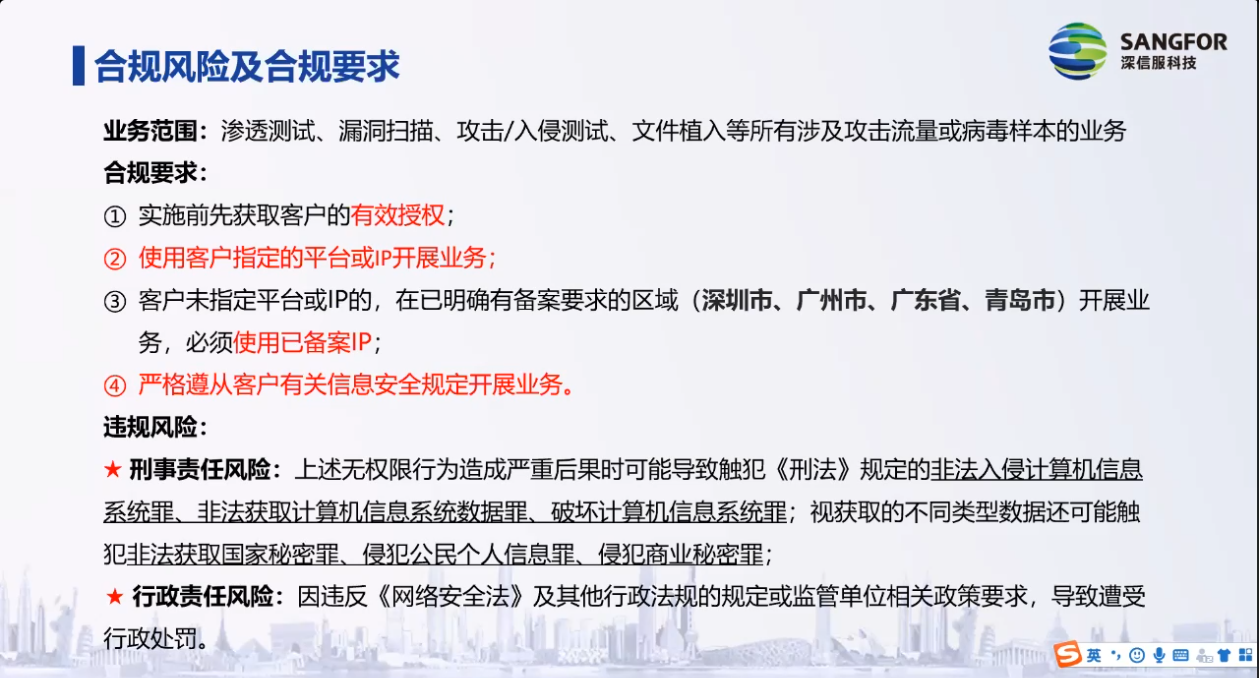 合规风险及合规要求
SANGFOR
深信服科技
业务范围：渗透测试、漏洞扫描、攻击/入侵测试、文件植入等所有涉及攻击流量或病毒样本的业务
合规要求：
① 实施前先获取客户的有效授权；
② 使用客户指定的平台或IP开展业务；
③ 客户未指定平台或IP的，在已明确有备案要求的区域（深圳市、广州市、广东省、青岛市）开展业
务，必须使用已备案IP；
④ 严格遵从客户有关信息安全规定开展业务。
违规风险：
★ 刑事责任风险：上述无权限行为造成严重后果时可能导致触犯《刑法》规定的非法入侵计算机信息
系统罪、非法获取计算机信息系统数据罪、破坏计算机信息系统罪；视获取的不同类型数据还可能触
犯非法获取国家秘密罪、侵犯公民个人信息罪、侵犯商业秘密罪；
★ 行政责任风险：因违反《网络安全法》及其他行政法规的规定或监管单位相关政策要求，导致遭受
行政处罚。
S 英